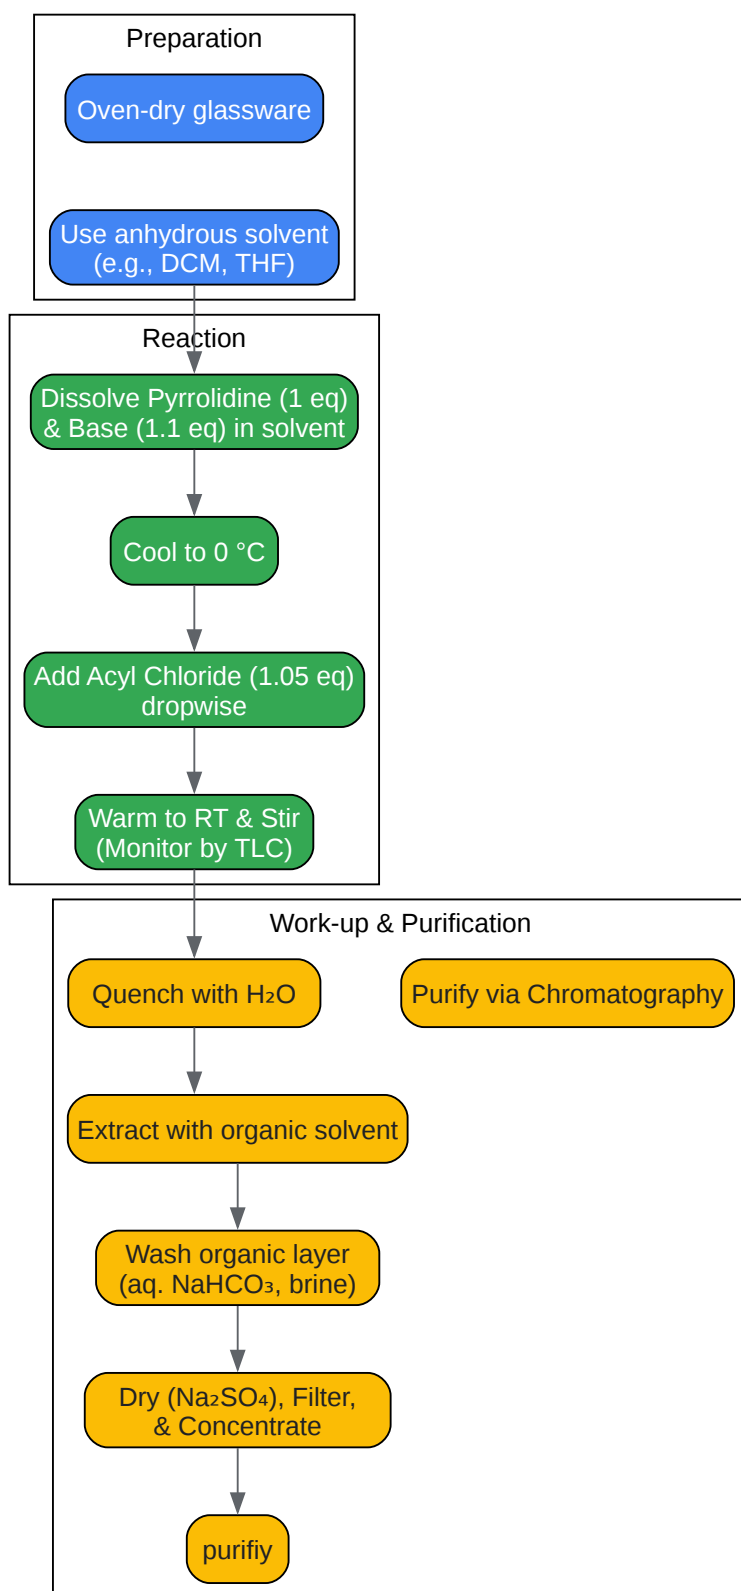 Preparation
Oven-dry glassware
Use anhydrous solvent
(e.g., DCM, THF)
Reaction
Dissolve Pyrrolidine (1 eq)
& Base (1.1 eq) in solvent
Cool to 0 °C
Add Acyl Chloride (1.05 eq)
dropwise
Warm to RT & Stir
(Monitor by TLC)
Work-up & Purification
Quench with H₂O
Purify via Chromatography
Extract with organic solvent
Wash organic layer
(aq. NaHCO₃, brine)
Dry (Na₂SO₄), Filter,
& Concentrate
purifiy